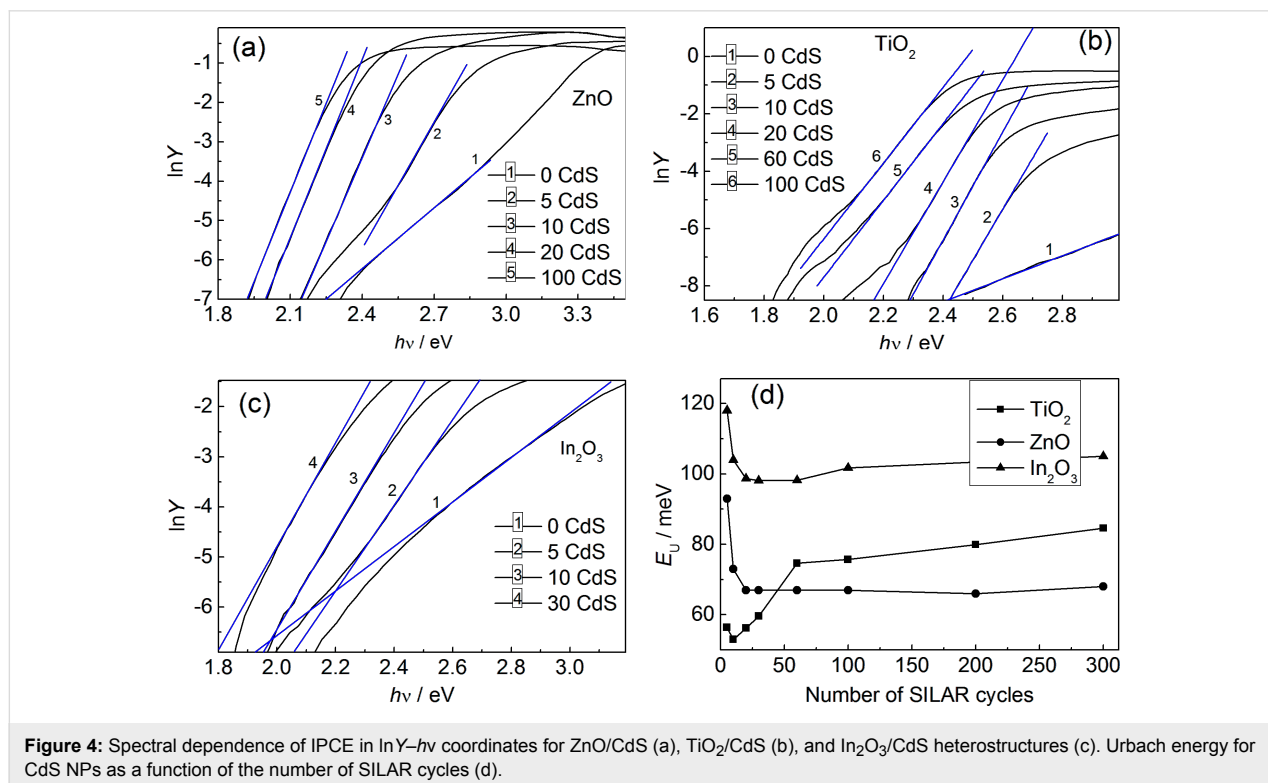 (a)
ZnO
lnY
-1
-2
-3
-4
-5
-6
-7
5
4
3
2
1
1 0 CdS
2 5 CdS
3 10 CdS
4 20 CdS
5 100 CdS
1.8 2.1 2.4 2.7 3.0 3.3
hν / eV
(b)
TiO₂
lnY
0
-2
-4
-6
-8
1 0 CdS
2 5 CdS
3 10 CdS
4 20 CdS
5 60 CdS
6 100 CdS
6
5
4
3
2
1
1.6 1.8 2.0 2.2 2.4 2.6 2.8
hν / eV
(c)
In₂O₃
lnY
-2
-3
-4
-5
-6
4
3
2
1
1 0 CdS
2 5 CdS
3 10 CdS
4 30 CdS
1.8 2.0 2.2 2.4 2.6 2.8 3.0
hν / eV
(d)
TiO₂
ZnO
In₂O₃
E_U / meV
120
100
80
60
0 50 100 150 200 250 300
Number of SILAR cycles
Figure 4: Spectral dependence of IPCE in lnY–hν coordinates for ZnO/CdS (a), TiO₂/CdS (b), and In₂O₃/CdS heterostructures (c). Urbach energy for
CdS NPs as a function of the number of SILAR cycles (d).